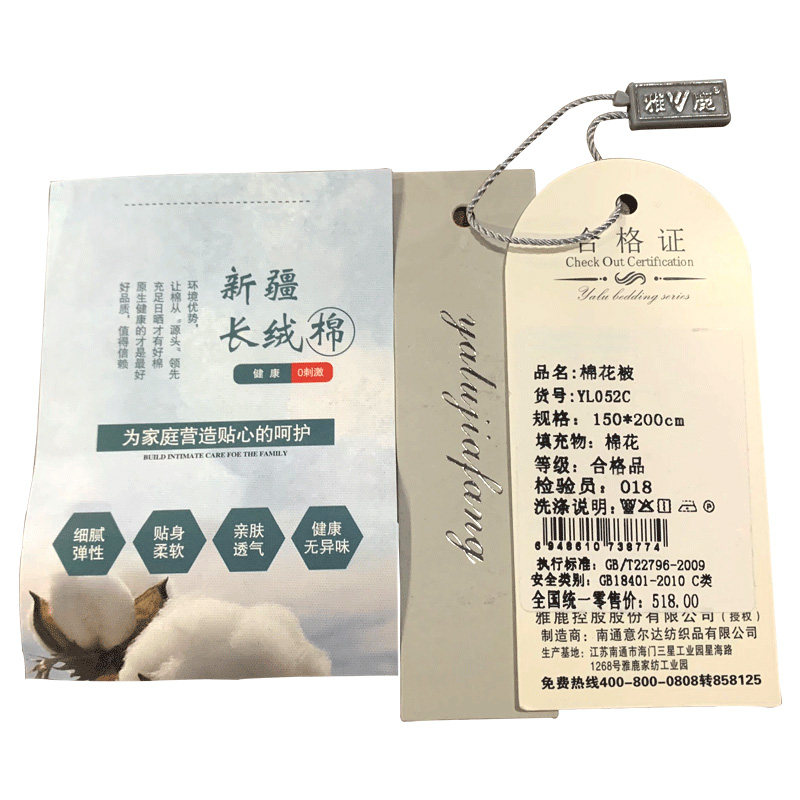 雅鹿
新疆
长绒棉
环境优势,
让棉从“源头”领先
充足日晒才有好棉
原生健康的才是最好
好品质,值得信赖
健康 0刺激
为家庭营造贴心的呵护
BUILD INTIMATE CARE FOE THE FAMILY
细腻
弹性
贴身
柔软
亲肤
透气
健康
无异味
yalujiafang
合格证
Check Out Certification
Yalu bedding series
品名:棉花被
货号:YL052C
规格:150*200cm
填充物:棉花
等级:合格品
检验员:018
洗涤说明:
6948610738774
执行标准:GB/T22796-2009
安全类别:GB18401-2010 C类
全国统一零售价:518.00
雅鹿控股股份有限公司(授权)
制造商:南通意尔达纺织品有限公司
生产基地:江苏南通市海门三星工业园星海路
1268号雅鹿家纺工业园
免费热线400-800-0808转858125